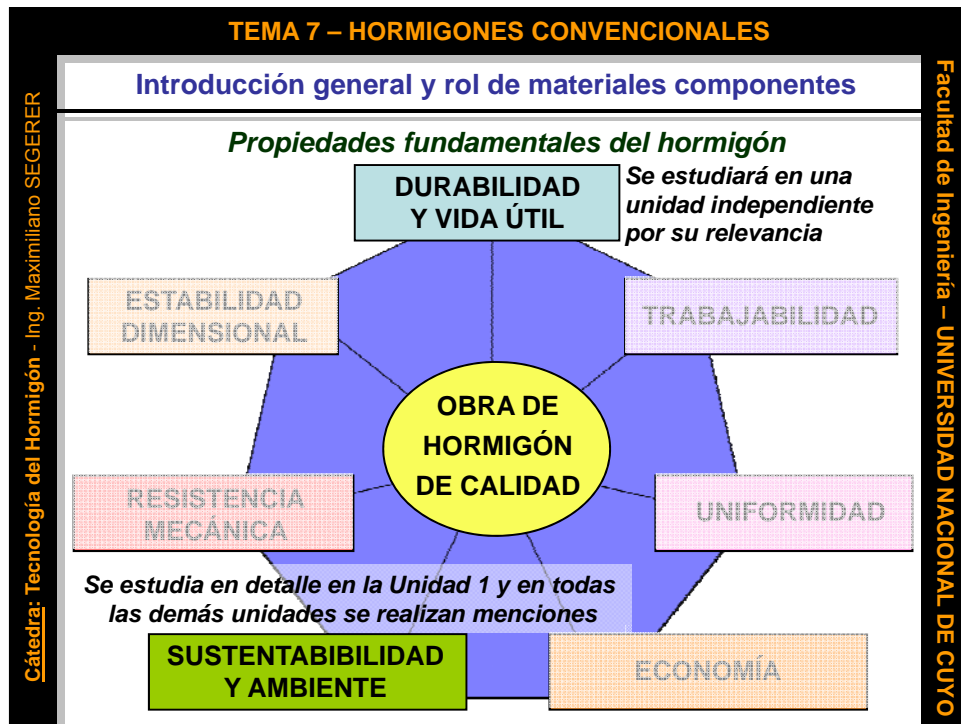 TEMA 7 – HORMIGONES CONVENCIONALES
Introducción general y rol de materiales componentes
Propiedades fundamentales del hormigón
DURABILIDAD
Y VIDA ÚTIL
Se estudiará en una
unidad independiente
por su relevancia
ESTABILIDAD
DIMENSIONAL
TRABAJABILIDAD
OBRA DE
HORMIGÓN
DE CALIDAD
RESISTENCIA
MECÁNICA
UNIFORMIDAD
Se estudia en detalle en la Unidad 1 y en todas
las demás unidades se realizan menciones
SUSTENTABIBILIDAD
Y AMBIENTE
ECONOMÍA
Cátedra: Tecnología del Hormigón - Ing. Maximiliano SEGERER
Facultad de Ingeniería – UNIVERSIDAD NACIONAL DE CUYO